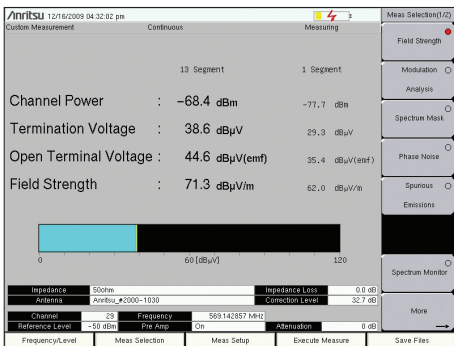 Anritsu 12/16/2009 04:32:02 pm
Custom Measurement Continuous Measuring
13 Segment 1 Segment
Channel Power : -68.4 dBm -77.7 dBm
Termination Voltage : 38.6 dBµV 29.3 dBµV
Open Terminal Voltage : 44.6 dBµV(emf) 35.4 dBµV(emf)
Field Strength : 71.3 dBµV/m 62.0 dBµV/m
0 60 [dBµV] 120
Impedance 50ohm Impedance Loss 0.0 dB
Antenna Anritsu_#2000-1030 Correction Level 32.7 dB
Channel 29 Frequency 569.142857 MHz
Reference Level -50 dBm Pre Amp On Attenuation 0 dB
Frequency/Level Meas Selection Meas Setup Execute Measure Save Files
Meas Selection(1/2)
Field Strength
Modulation
Analysis
Spectrum Mask
Phase Noise
Spurious
Emissions
Spectrum Monitor
More